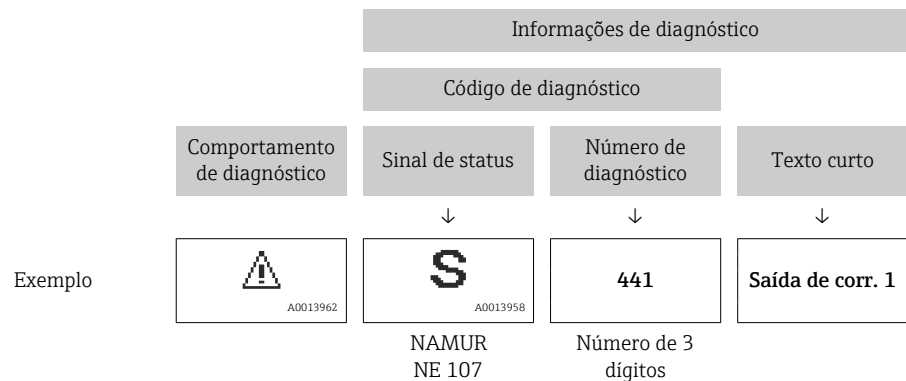 Informações de diagnóstico
Código de diagnóstico
Comportamento
de diagnóstico
Sinal de status
Número de
diagnóstico
Texto curto
↓
↓
↓
Exemplo
A0013962
S
A0013958
441
Saída de corr. 1
NAMUR
NE 107
Número de 3
dígitos